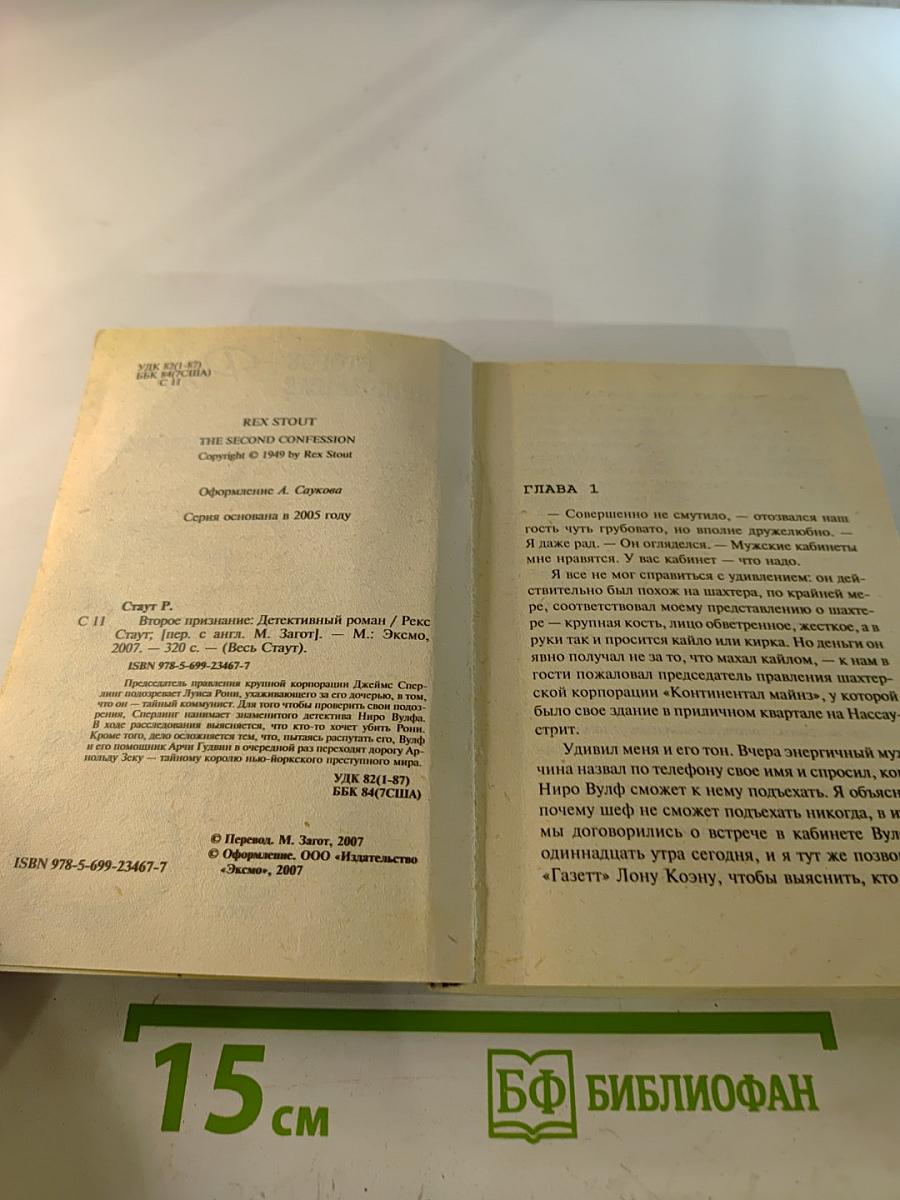 УДК 82(1-87)
ББК 84(7США)
С 11
REX STOUT
THE SECOND CONFESSION
Copyright © 1949 by Rex Stout
Оформление А. Саукова
Серия основана в 2005 году
Стаут Р.
С 11 Второе признание: Детективный роман / Рекс
Стаут; [пер. с англ. М. Загот]. — М.: Эксмо,
2007. — 320 с. — (Весь Стаут).
ISBN 978-5-699-23467-7
Председатель правления крупной корпорации Джеймс Спер-
линг подозревает Луиса Рони, ухаживающего за его дочерью, в том,
что он — тайный коммунист. Для того чтобы проверить свои подоз-
рения, Сперлинг нанимает знаменитого детектива Ниро Вулфа.
В ходе расследования выясняется, что кто-то хочет убить Рони.
Кроме того, дело осложняется тем, что, пытаясь распутать его, Вулф
и его помощник Арчи Гудвин в очередной раз переходят дорогу Ар-
нольду Зеку — тайному королю нью-йоркского преступного мира.
УДК 82(1-87)
ББК 84(7США)
© Перевод. М. Загот, 2007
© Оформление. ООО «Издательство
«Эксмо», 2007
ISBN 978-5-699-23467-7
ГЛАВА 1
— Совершенно не смутило, — отозвался наш
гость чуть грубовато, но вполне дружелюбно. —
Я даже рад. — Он огляделся. — Мужские кабинеты
мне нравятся. У вас кабинет — что надо.
Я все не мог справиться с удивлением: он дей-
ствительно был похож на шахтера, по крайней ме-
ре, соответствовал моему представлению о шахте-
ре — крупная кость, лицо обветренное, жесткое, а в
руки так и просится кайло или кирка. Но деньги он
явно получал не за то, что махал кайлом, — к нам в
гости пожаловал председатель правления шахтер-
ской корпорации «Континентал майнз», у которой
было свое здание в приличном квартале на Нассау-
стрит.
Удивил меня и его тон. Вчера энергичный муж
чина назвал по телефону свое имя и спросил, ког
Ниро Вулф сможет к нему подъехать. Я объясн
почему шеф не сможет подъехать никогда, в и
мы договорились о встрече в кабинете Вул
одиннадцать утра сегодня, и я тут же позво
«Газетт» Лону Коэну, чтобы выяснить, кто
15 см
БФ БИБЛИОФАН